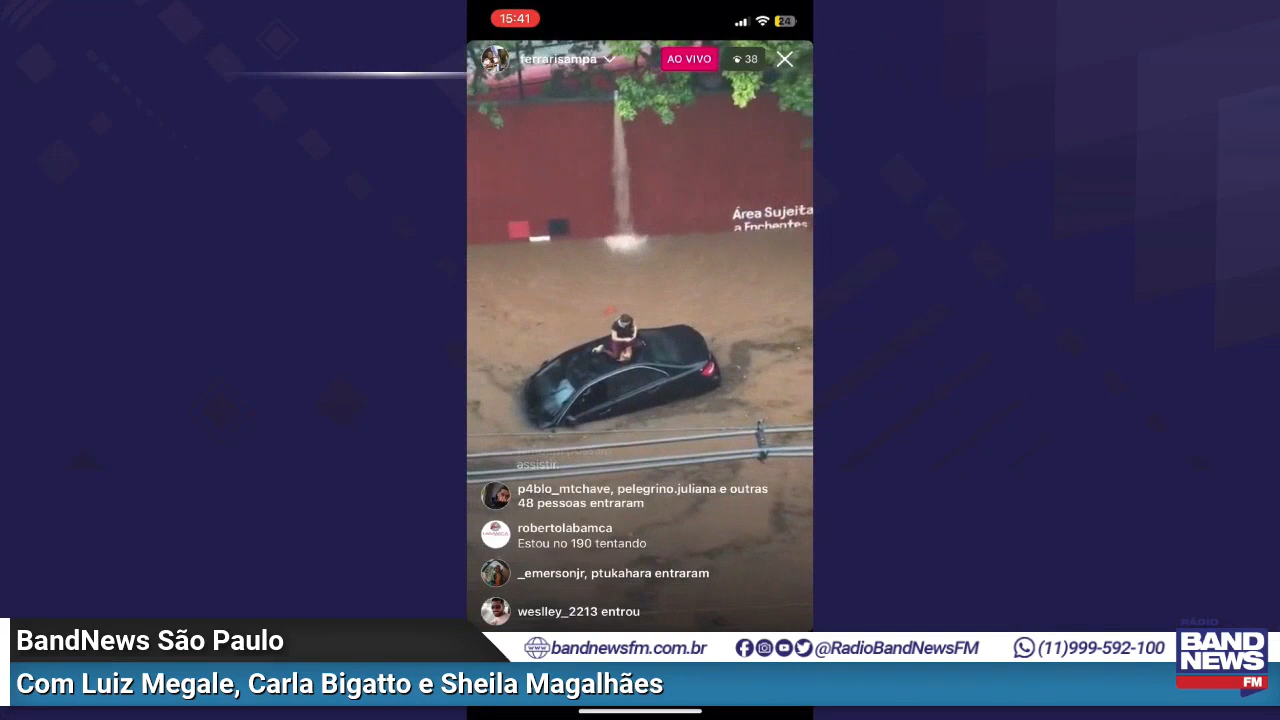 15:41
24
ferrarisampa
AO VIVO
38
Área Sujeita
a Enchentes
assistir.
p4blo_mtchave, pelegrino.juliana e outras
48 pessoas entraram
robertolabamca
Estou no 190 tentando
_emersonjr, ptukahara entraram
weslley_2213 entrou
BandNews São Paulo
bandnewsfm.com.br
@RadioBandNewsFM
(11)999-592-100
RÁDIO
BAND
NEWS
FM
Com Luiz Megale, Carla Bigatto e Sheila Magalhães